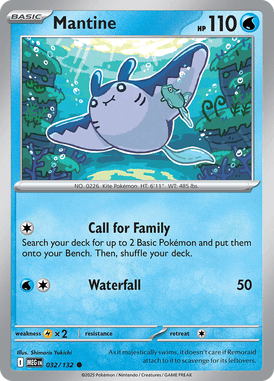 BASIC
Mantine
HP 110
NO. 0226 Kite Pokémon HT: 6'11" WT: 485 lbs.
Call for Family
Search your deck for up to 2 Basic Pokémon and put them
onto your Bench. Then, shuffle your deck.
Waterfall 50
weakness ×2 resistance retreat
Illus. Shimaris Yukichi
I MEG EN 032/132 ●
As it majestically swims, it doesn't care if Remoraid
attach to it to scavenge for its leftovers.
©2025 Pokémon / Nintendo / Creatures / GAME FREAK